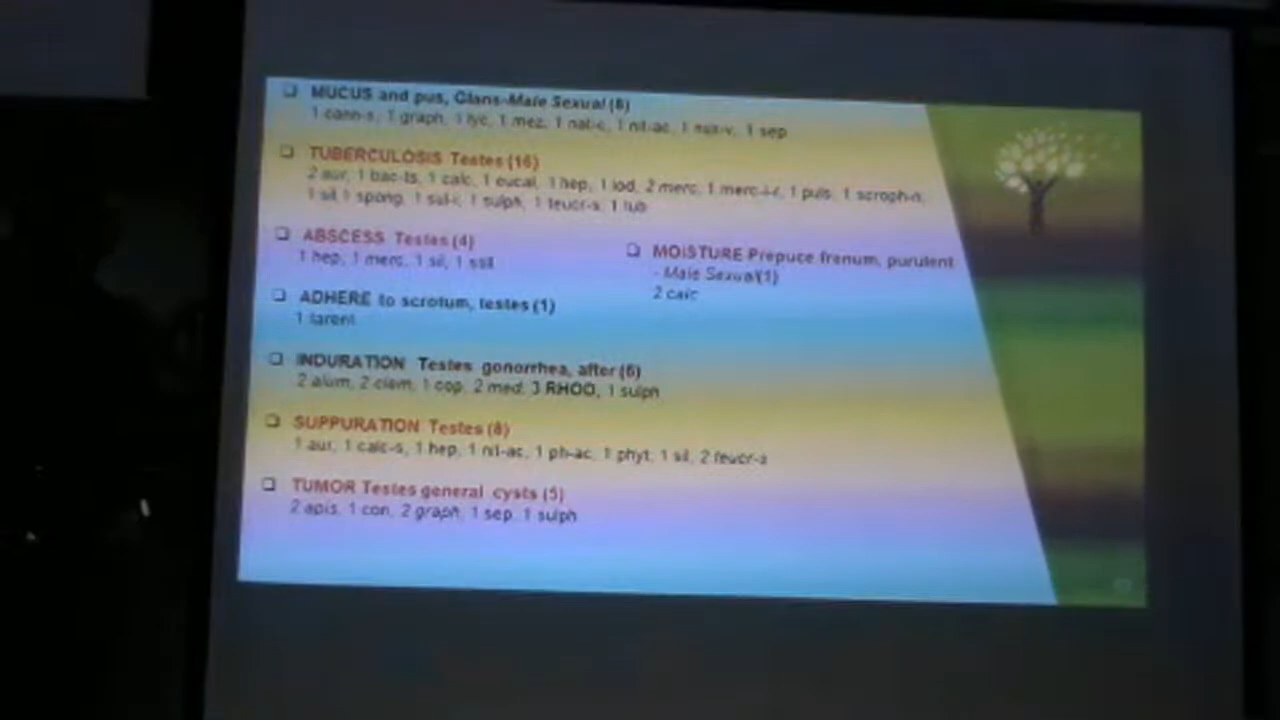 MUCUS and pus, Glans-Male Sexual (8)
1 cann-s, 1 graph, 1 lyc, 1 mez, 1 nat-c, 1 nit-ac, 1 nux-v, 1 sep
TUBERCULOSIS Testes (16)
2 aur, 1 bac-ts, 1 calc, 1 eucal, 1 hep, 1 iod, 2 merc, 1 merc-i-r, 1 puls, 1 scroph-n,
1 sil, 1 spong, 1 sulph, 1 teucr-s, 1 tub
ABSCESS Testes (4)
1 hep, 1 merc, 1 sil, 1 still
MOISTURE Prepuce frenum, purulent
- Male Sexual(1)
2 calc
ADHERE to scrotum, testes (1)
1 tarent
INDURATION Testes gonorrhea, after (6)
2 alum, 2 clem, 1 cop, 2 med, 3 RHOD, 1 sulph
SUPPURATION Testes (8)
1 aur, 1 calc-s, 1 hep, 1 nit-ac, 1 ph-ac, 1 phyt, 1 sil, 2 teucr-s
TUMOR Testes general cysts (5)
2 apis, 1 con, 2 graph, 1 sep, 1 sulph